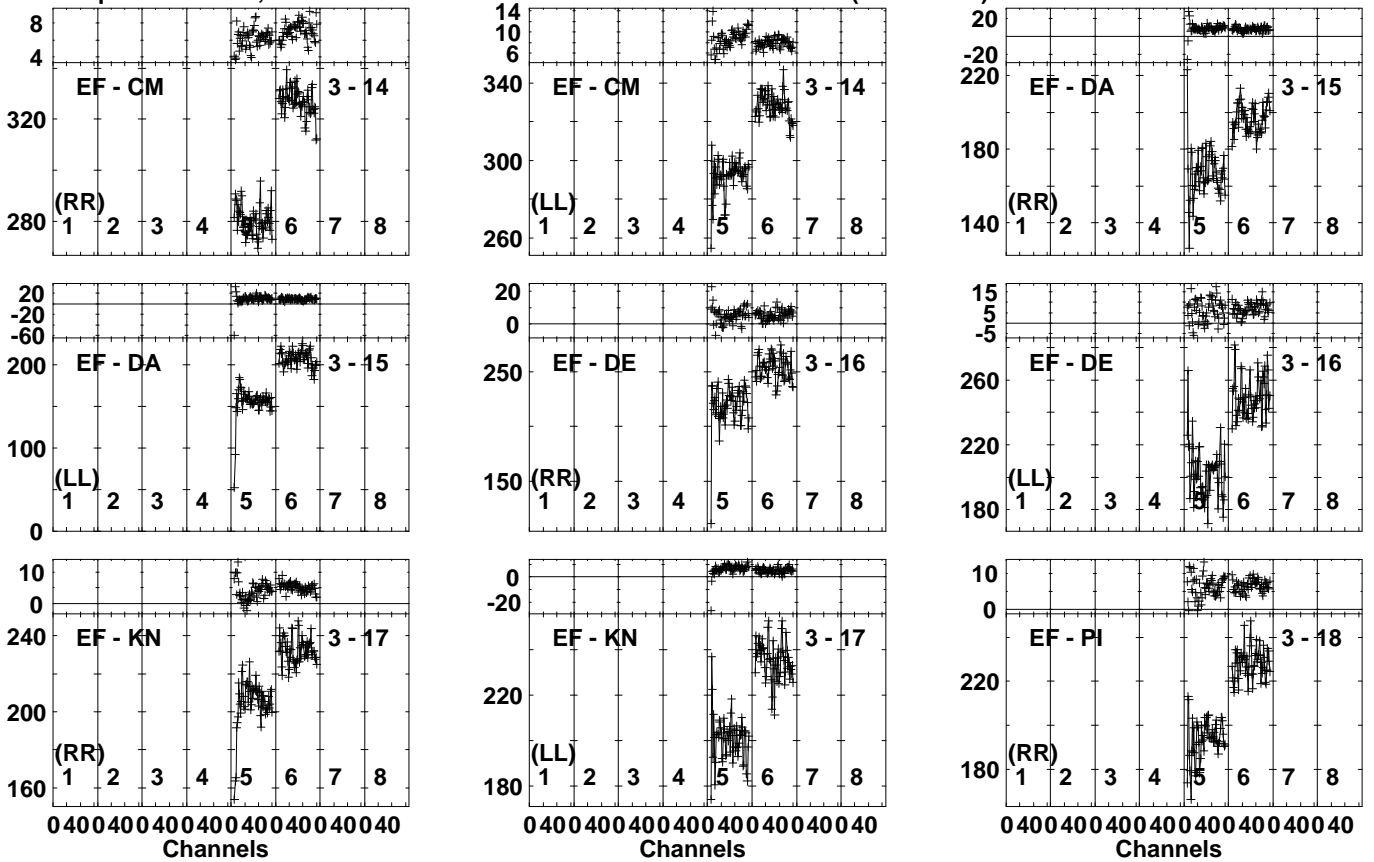 8
4
EF - CM 3 - 14
320
(RR)
280
1 2 3 4 5 6 7 8
14
10
6
340
EF - CM 3 - 14
300
(LL)
1 2 3 4 5 6 7 8
260
20
-20
220
EF - DA 3 - 15
180
(RR)
140
1 2 3 4 5 6 7 8
20
-20
-60
200
EF - DA 3 - 15
100
(LL)
1 2 3 4 5 6 7 8
0
20
0
EF - DE 3 - 16
250
150
(RR)
1 2 3 4 5 6 7 8
15
5
-5
EF - DE 3 - 16
260
220
(LL)
180
1 2 3 4 5 6 7 8
10
0
240
EF - KN 3 - 17
200
(RR)
160
1 2 3 4 5 6 7 8
0 40 0 40 0 40 0 40 0 40 0 40 0 40 0 40
Channels
0
-20
EF - KN 3 - 17
220
(LL)
180
1 2 3 4 5 6 7 8
0 40 0 40 0 40 0 40 0 40 0 40 0 40 0 40
Channels
10
0
EF - PI 3 - 18
220
(RR)
180
1 2 3 4 5 6 7 8
0 40 0 40 0 40 0 40 0 40 0 40 0 40 0 40
Channels